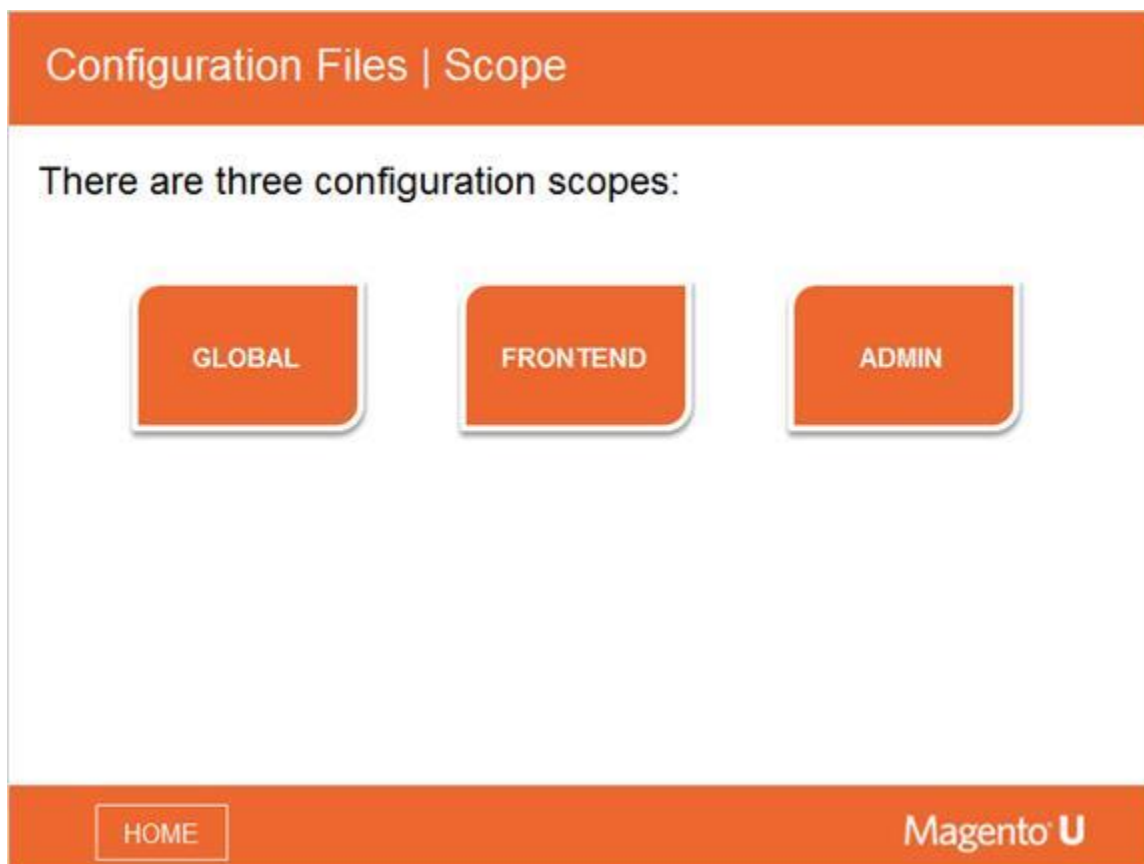 Configuration Files | Scope
There are three configuration scopes:
GLOBAL
FRONTEND
ADMIN
HOME
Magento® U